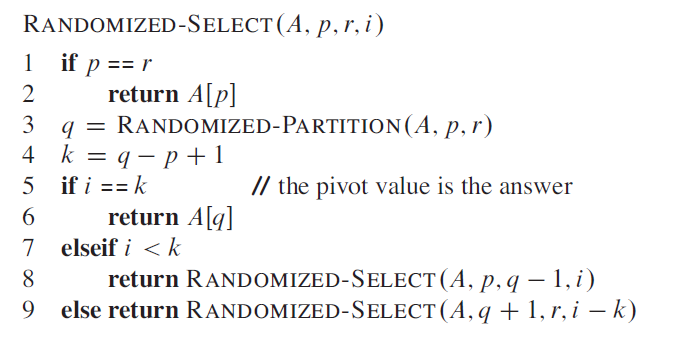 RANDOMIZED-SELECT(A, p, r, i)
1 if p == r
2 return A[p]
3 q = RANDOMIZED-PARTITION(A, p, r)
4 k = q − p + 1
5 if i == k // the pivot value is the answer
6 return A[q]
7 elseif i < k
8 return RANDOMIZED-SELECT(A, p, q − 1, i)
9 else return RANDOMIZED-SELECT(A, q + 1, r, i − k)